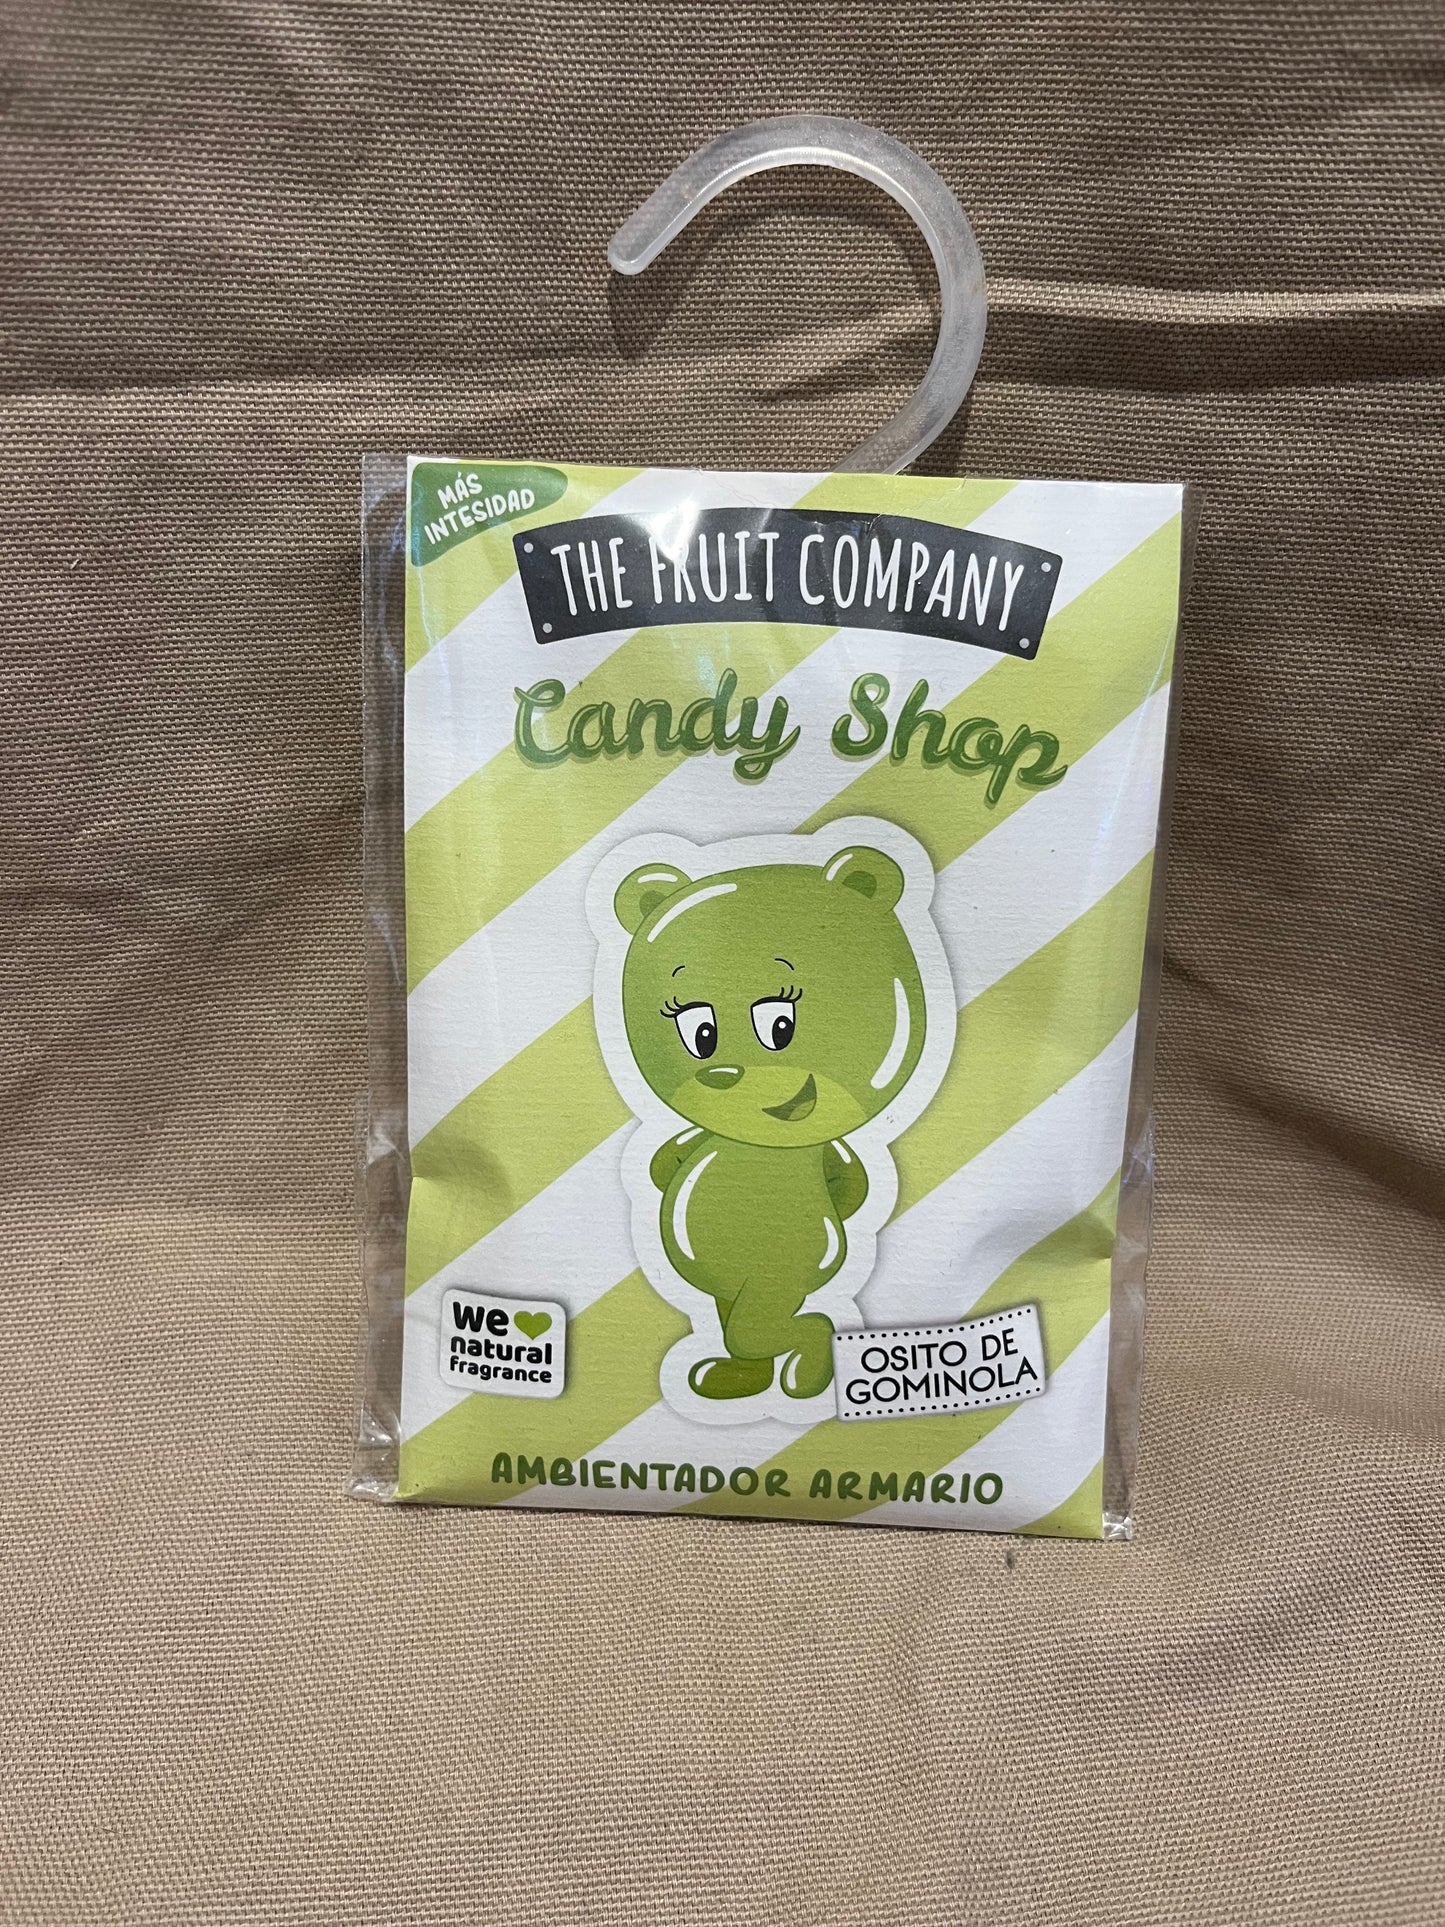 MÁS
INTESIDAD
THE FRUIT COMPANY
Candy Shop
we
natural
fragrance
OSITO DE
GOMINOLA
AMBIENTADOR ARMARIO